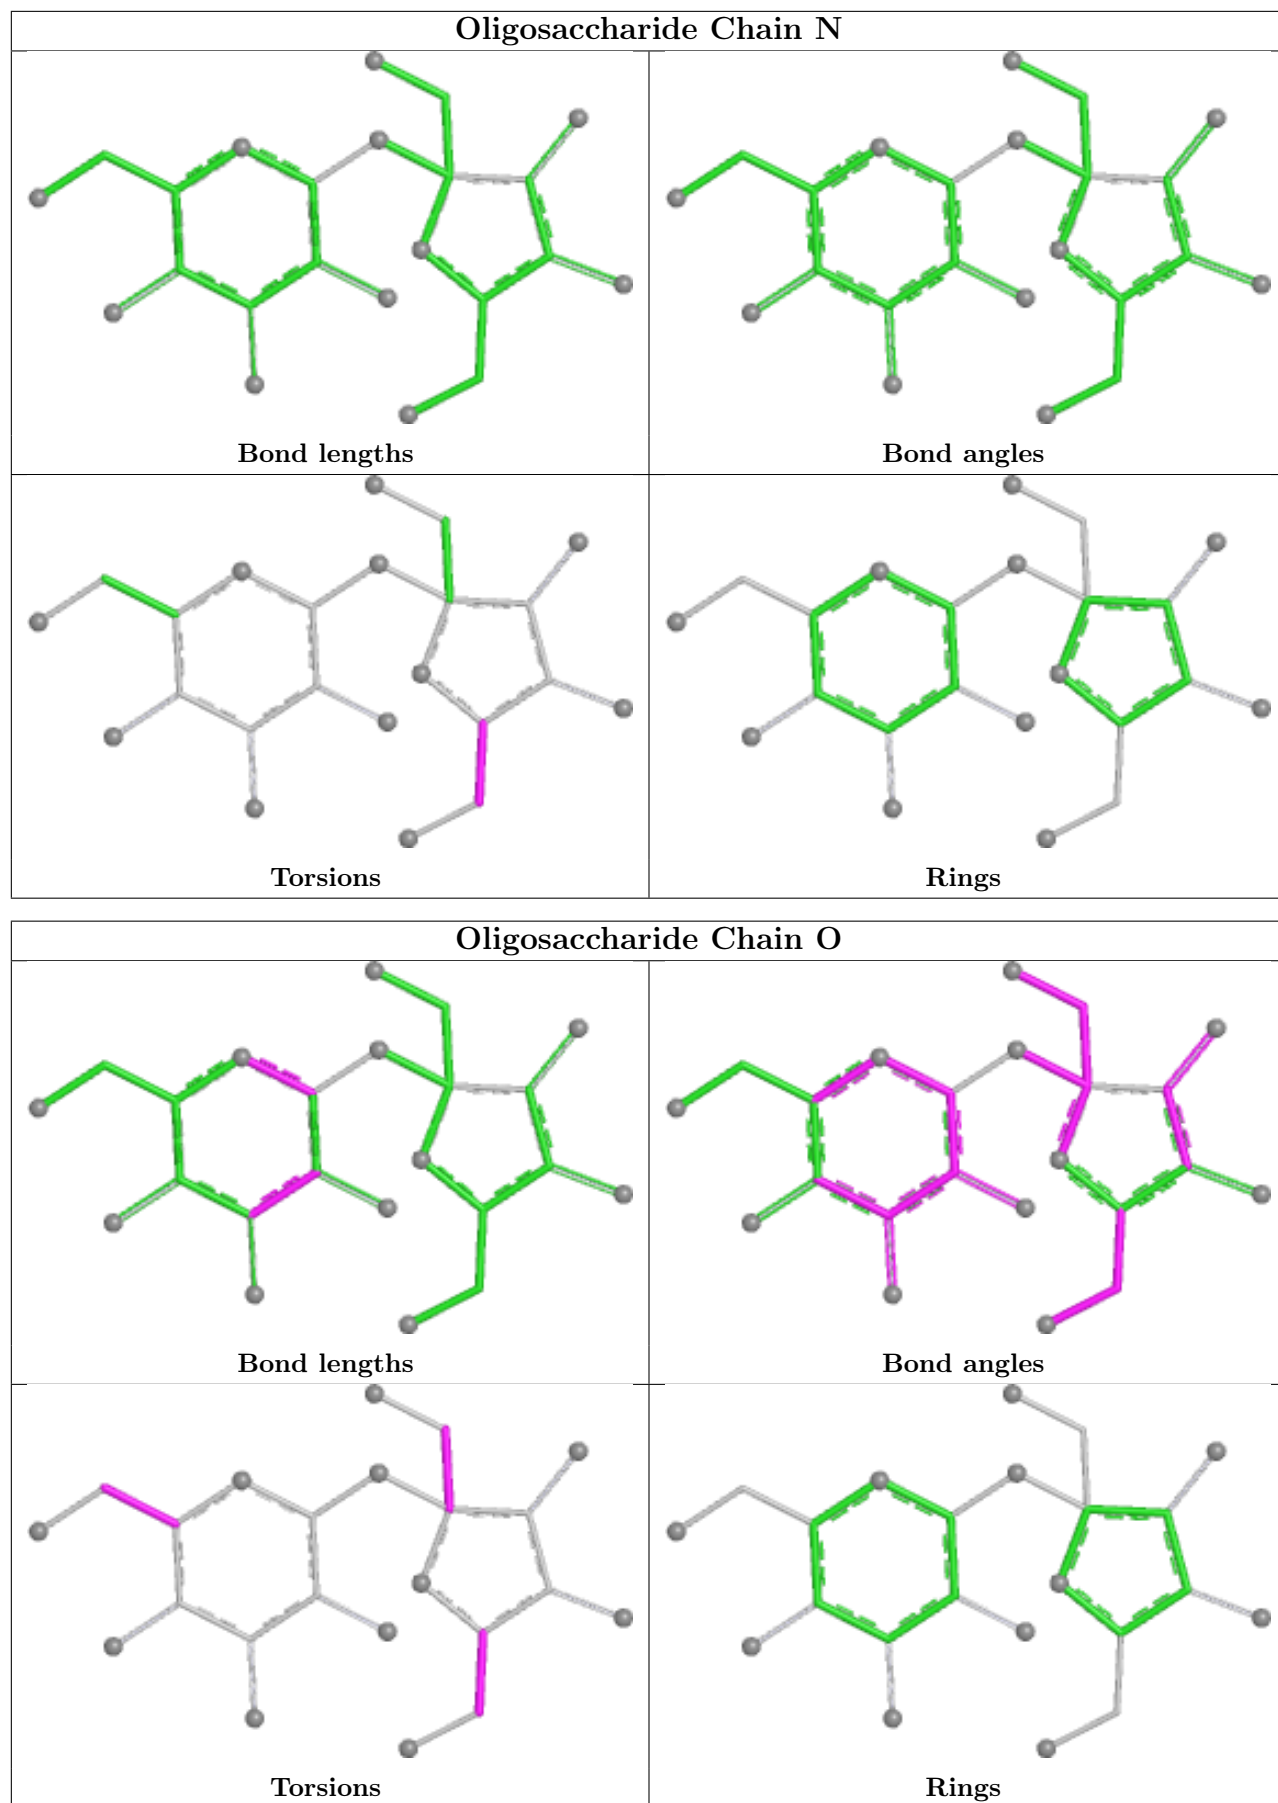 Oligosaccharide Chain N
Bond lengths
Bond angles
Torsions
Rings
Oligosaccharide Chain O
Bond lengths
Bond angles
Torsions
Rings